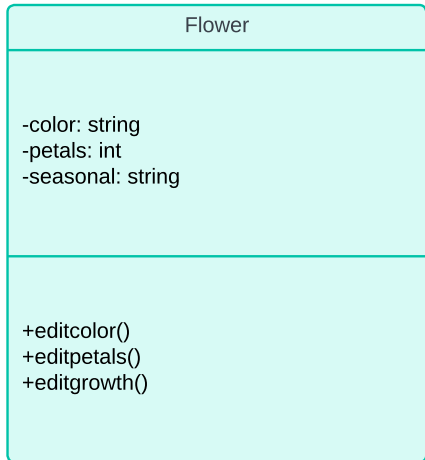 Flower
-color: string
-petals: int
-seasonal: string
+editcolor()
+editpetals()
+editgrowth()